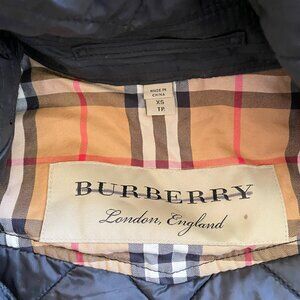 MADE IN
CHINA
XS
TP
BURBERRY
London, England